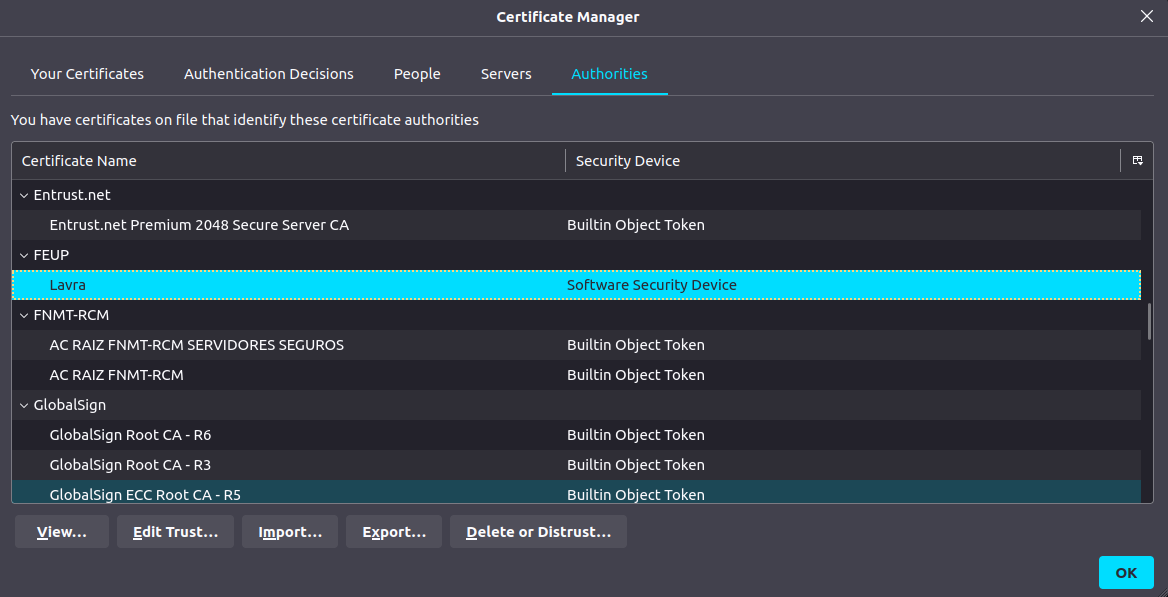 Certificate Manager
Your Certificates Authentication Decisions People Servers Authorities
You have certificates on file that identify these certificate authorities
Certificate Name Security Device
Entrust.net
Entrust.net Premium 2048 Secure Server CA Builtin Object Token
FEUP
Lavra Software Security Device
FNMT-RCM
AC RAIZ FNMT-RCM SERVIDORES SEGUROS Builtin Object Token
AC RAIZ FNMT-RCM Builtin Object Token
GlobalSign
GlobalSign Root CA - R6 Builtin Object Token
GlobalSign Root CA - R3 Builtin Object Token
GlobalSign ECC Root CA - R5 Builtin Object Token
View... Edit Trust... Import... Export... Delete or Distrust...
OK